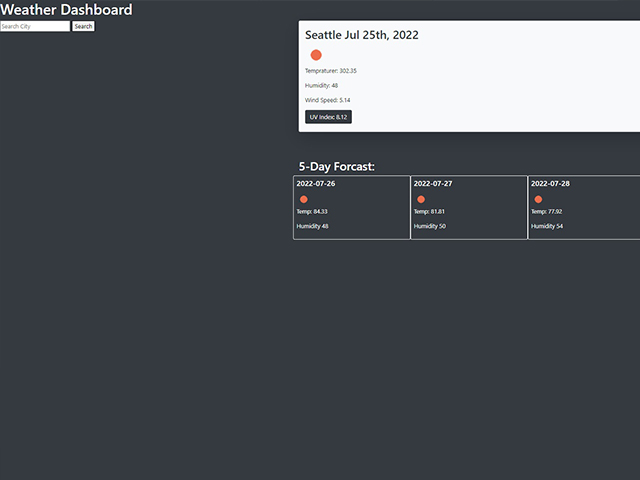 Weather Dashboard
Search City
Search
Seattle Jul 25th, 2022
Tempraturer: 302.35
Humidity: 48
Wind Speed: 5.14
UV Index: 8.12
5-Day Forcast:
2022-07-26
Temp: 84.33
Humidity 48
2022-07-27
Temp: 81.81
Humidity 50
2022-07-28
Temp: 77.92
Humidity 54